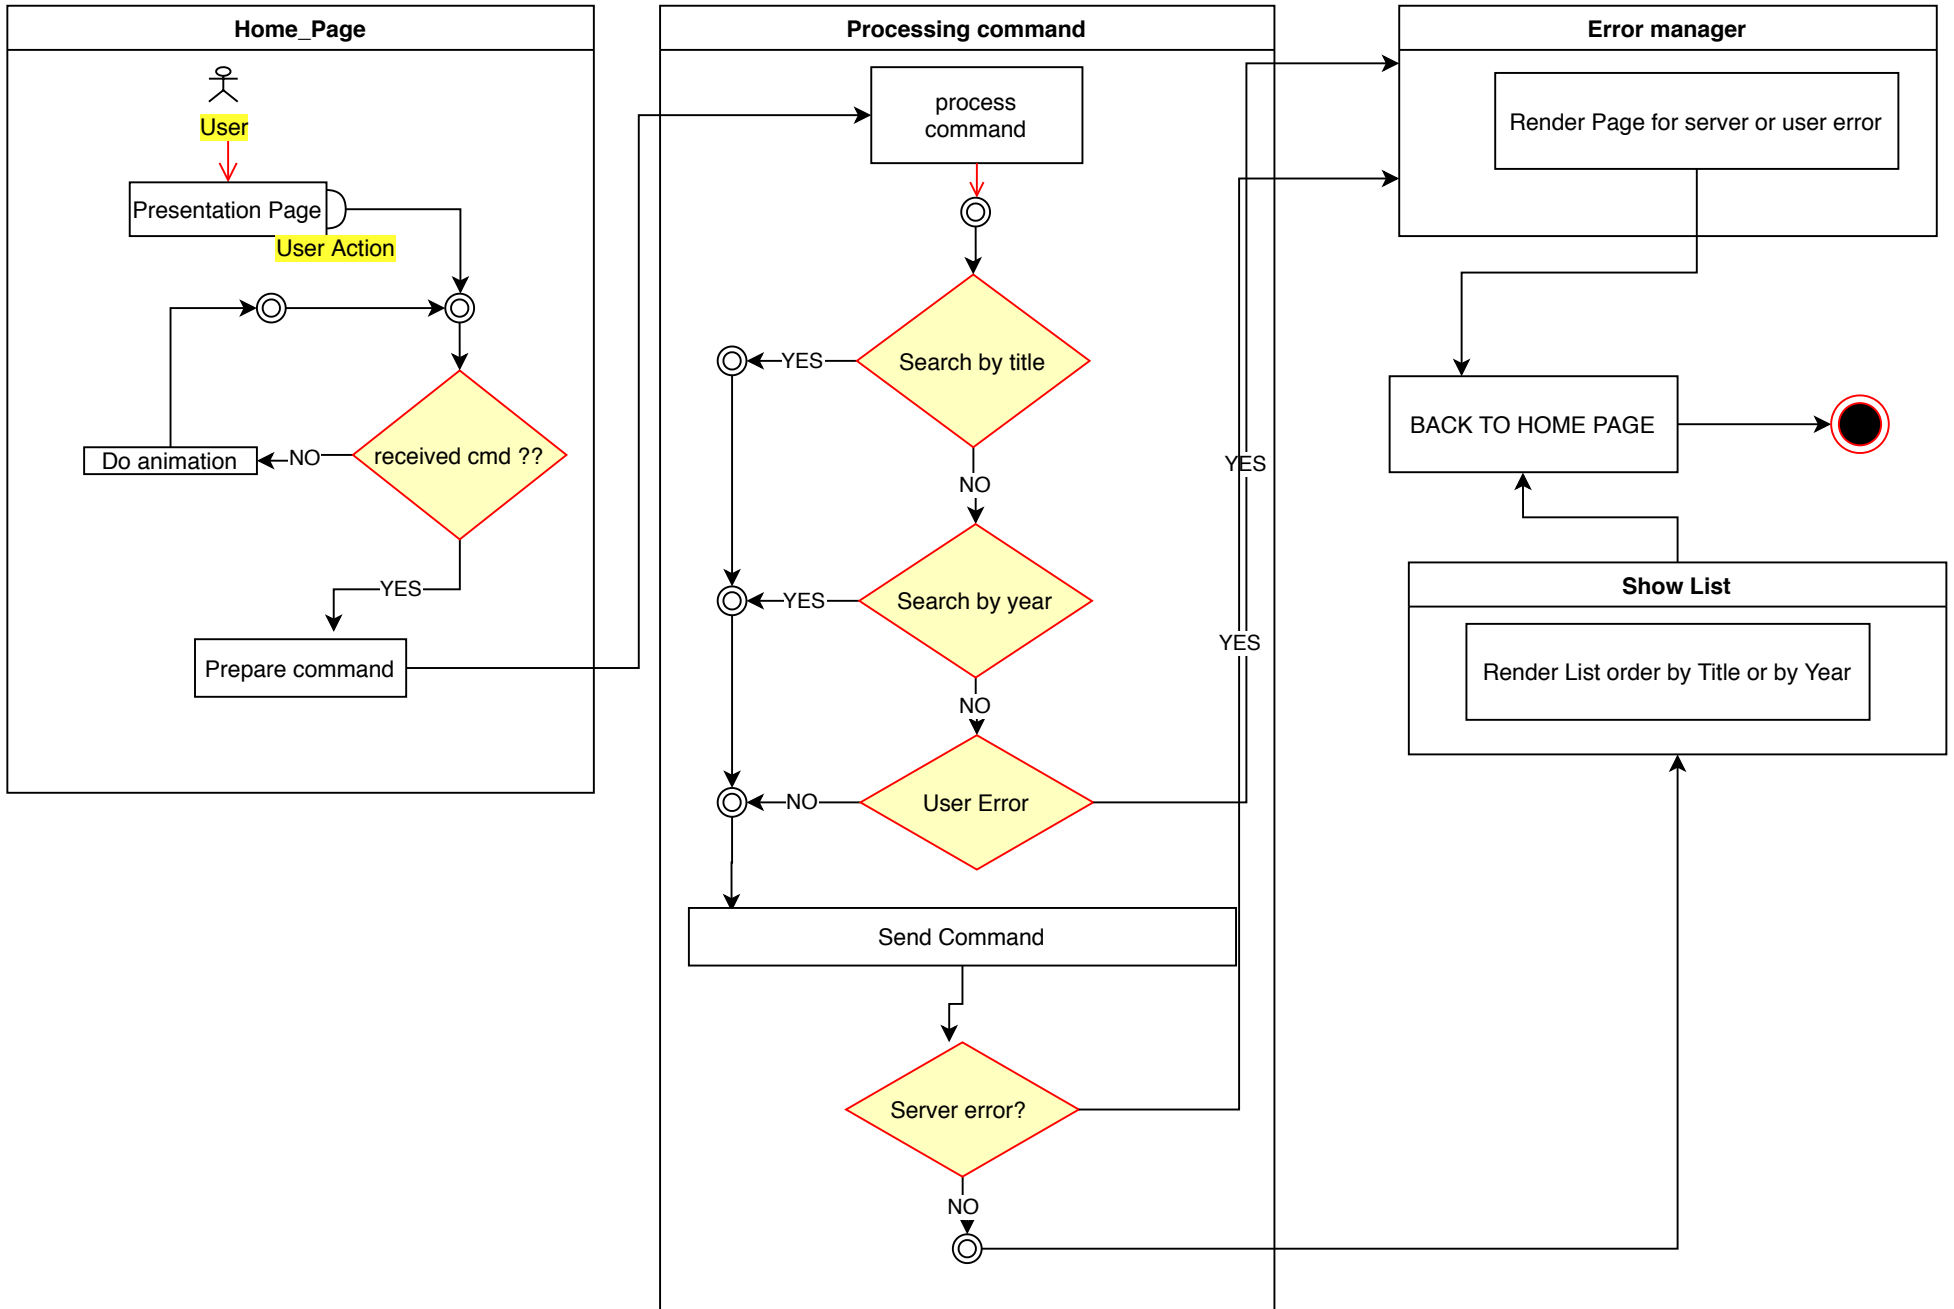 Home_Page
User
Presentation Page
User Action
received cmd ??
NO
Do animation
YES
Prepare command
Processing command
process
command
Search by title
YES
NO
Search by year
YES
NO
User Error
NO
YES
YES
Send Command
Server error?
NO
Error manager
Render Page for server or user error
BACK TO HOME PAGE
Show List
Render List order by Title or by Year